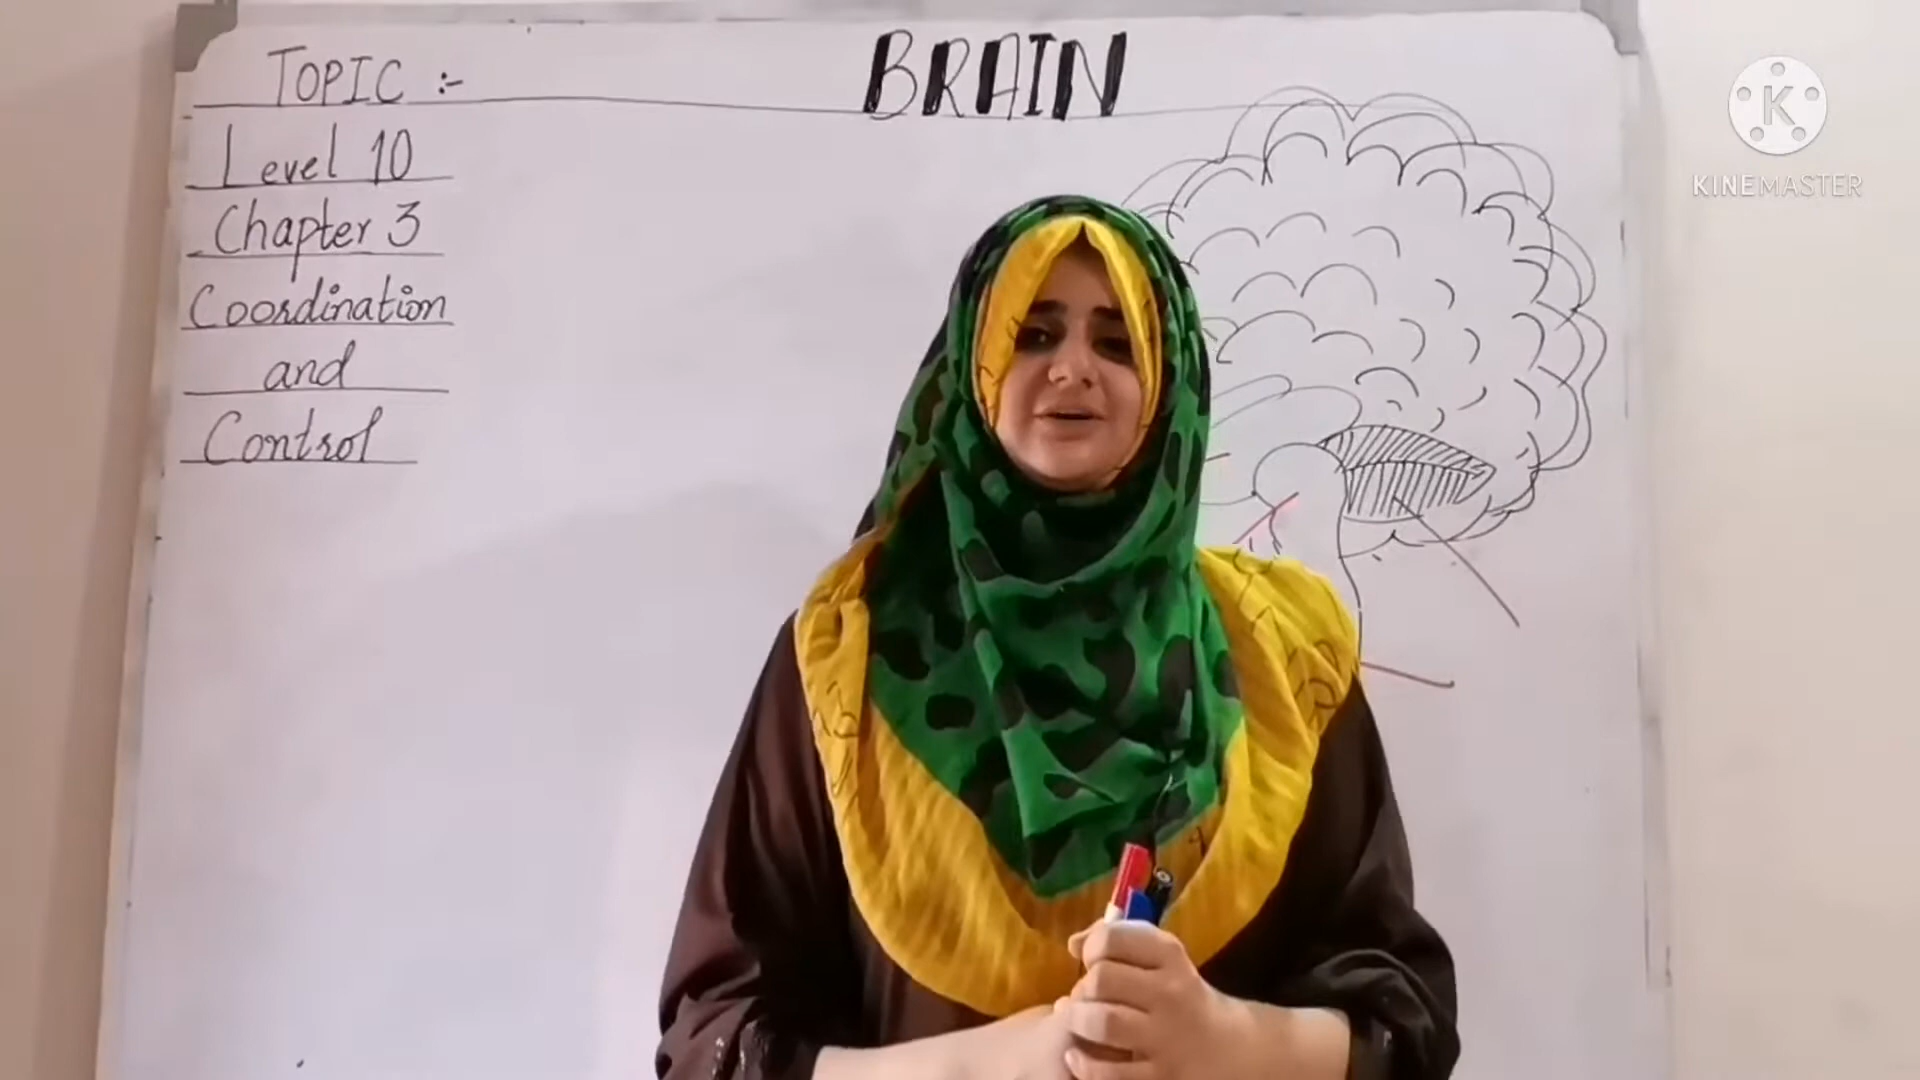 TOPIC :- BRAIN
Level 10
Chapter 3
Coordination
and
Control
K
KINEMASTER